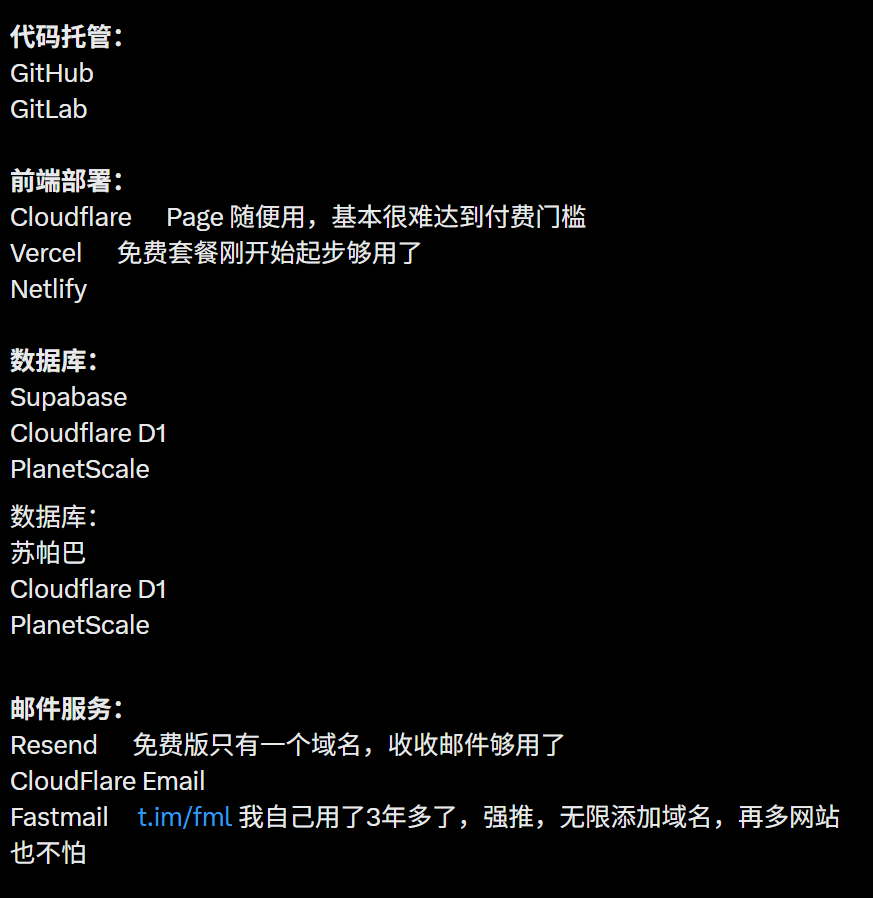 代码托管：
GitHub
GitLab
前端部署：
Cloudflare Page 随便用，基本很难达到付费门槛
Vercel 免费套餐刚开始起步够用了
Netlify
数据库：
Supabase
Cloudflare D1
PlanetScale
数据库：
苏帕巴
Cloudflare D1
PlanetScale
邮件服务：
Resend 免费版只有一个域名，收收邮件够用了
CloudFlare Email
Fastmail t.im/fml 我自己用了3年多了，强推，无限添加域名，再多网站
也不怕